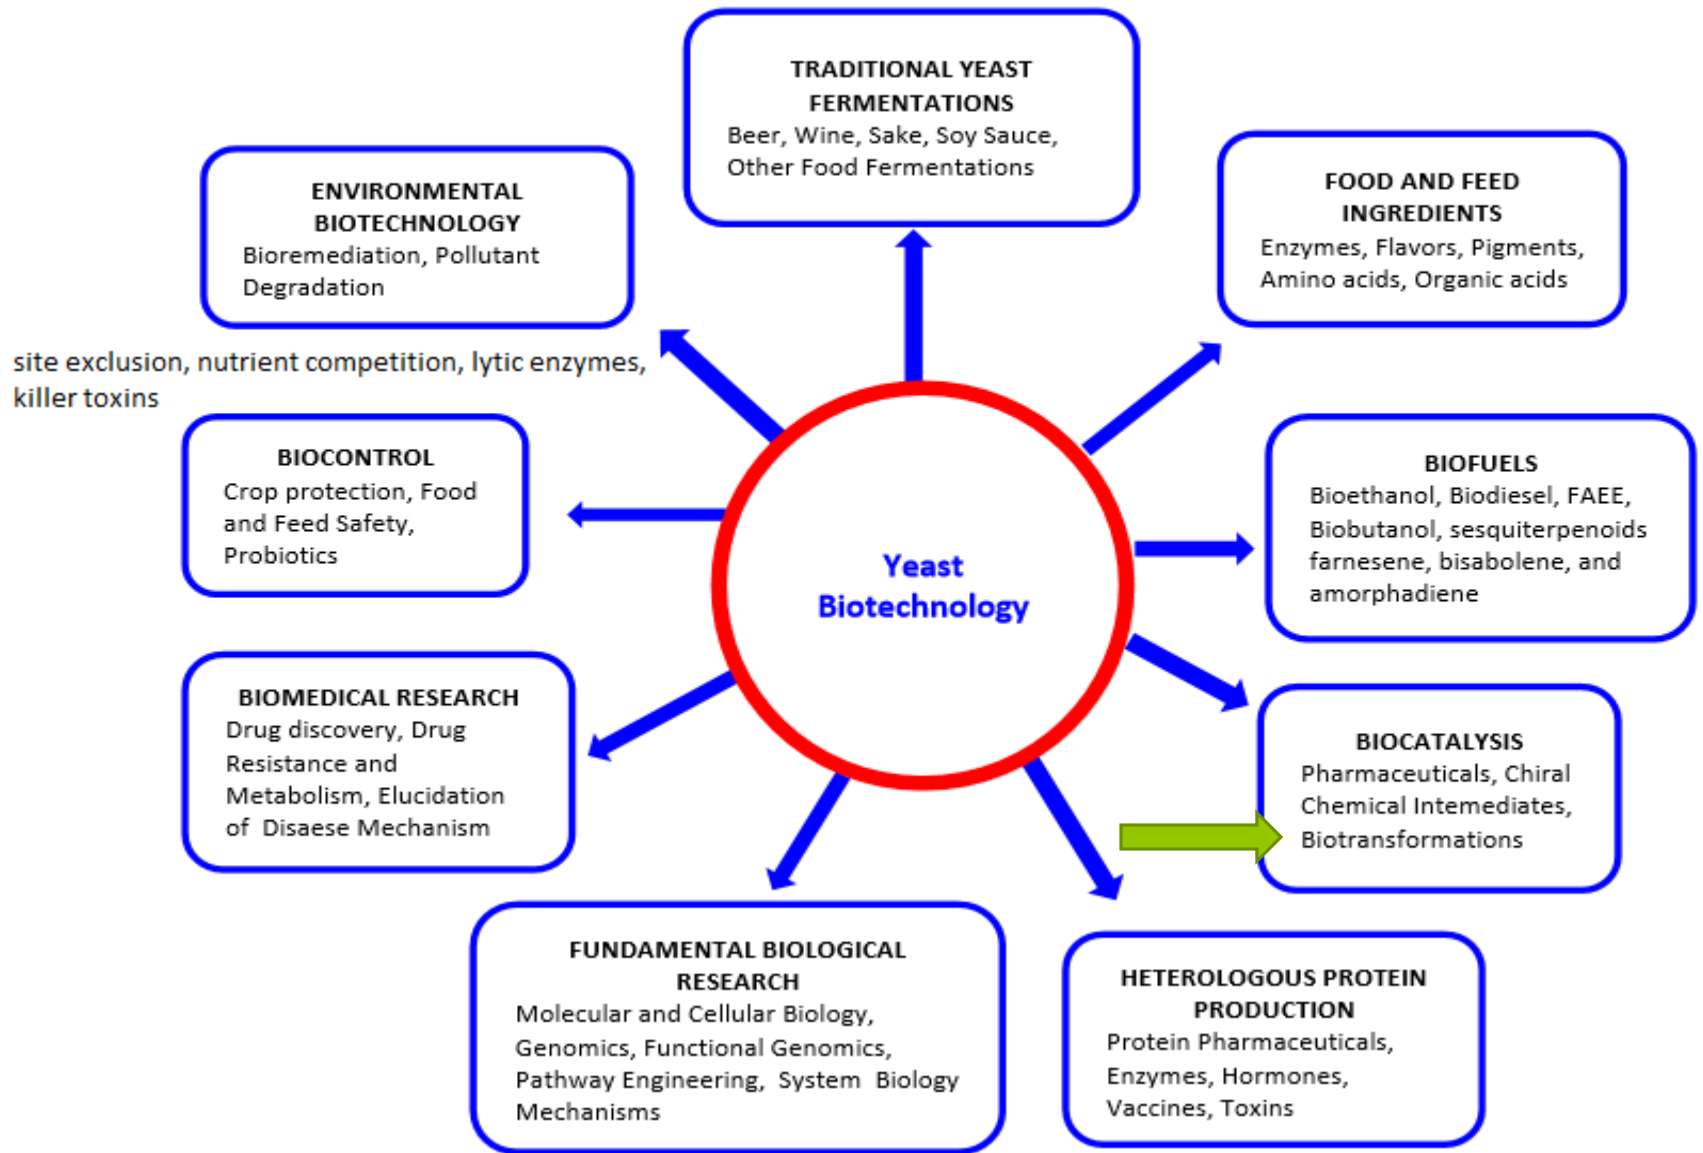 TRADITIONAL YEAST
FERMENTATIONS
Beer, Wine, Sake, Soy Sauce,
Other Food Fermentations
ENVIRONMENTAL
BIOTECHNOLOGY
Bioremediation, Pollutant
Degradation
FOOD AND FEED
INGREDIENTS
Enzymes, Flavors, Pigments,
Amino acids, Organic acids
site exclusion, nutrient competition, lytic enzymes,
killer toxins
BIOCONTROL
Crop protection, Food
and Feed Safety,
Probiotics
BIOFUELS
Bioethanol, Biodiesel, FAEE,
Biobutanol, sesquiterpenoids
farnesene, bisabolene, and
amorphadiene
Yeast
Biotechnology
BIOMEDICAL RESEARCH
Drug discovery, Drug
Resistance and
Metabolism, Elucidation
of Disaese Mechanism
BIOCATALYSIS
Pharmaceuticals, Chiral
Chemical Intemediates,
Biotransformations
FUNDAMENTAL BIOLOGICAL
RESEARCH
Molecular and Cellular Biology,
Genomics, Functional Genomics,
Pathway Engineering, System Biology
Mechanisms
HETEROLOGOUS PROTEIN
PRODUCTION
Protein Pharmaceuticals,
Enzymes, Hormones,
Vaccines, Toxins